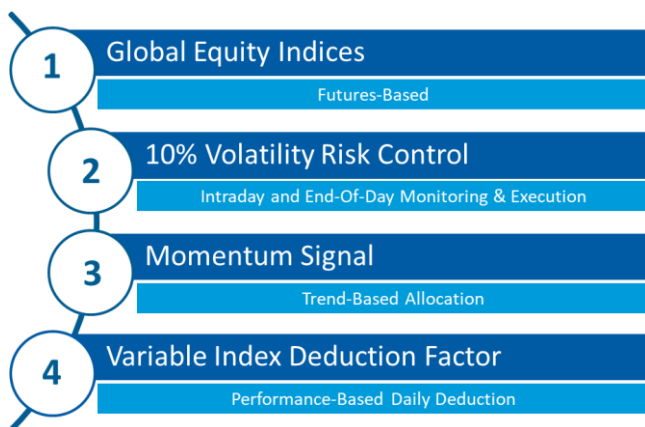 1
Global Equity Indices
Futures-Based
2
10% Volatility Risk Control
Intraday and End-Of-Day Monitoring & Execution
3
Momentum Signal
Trend-Based Allocation
4
Variable Index Deduction Factor
Performance-Based Daily Deduction